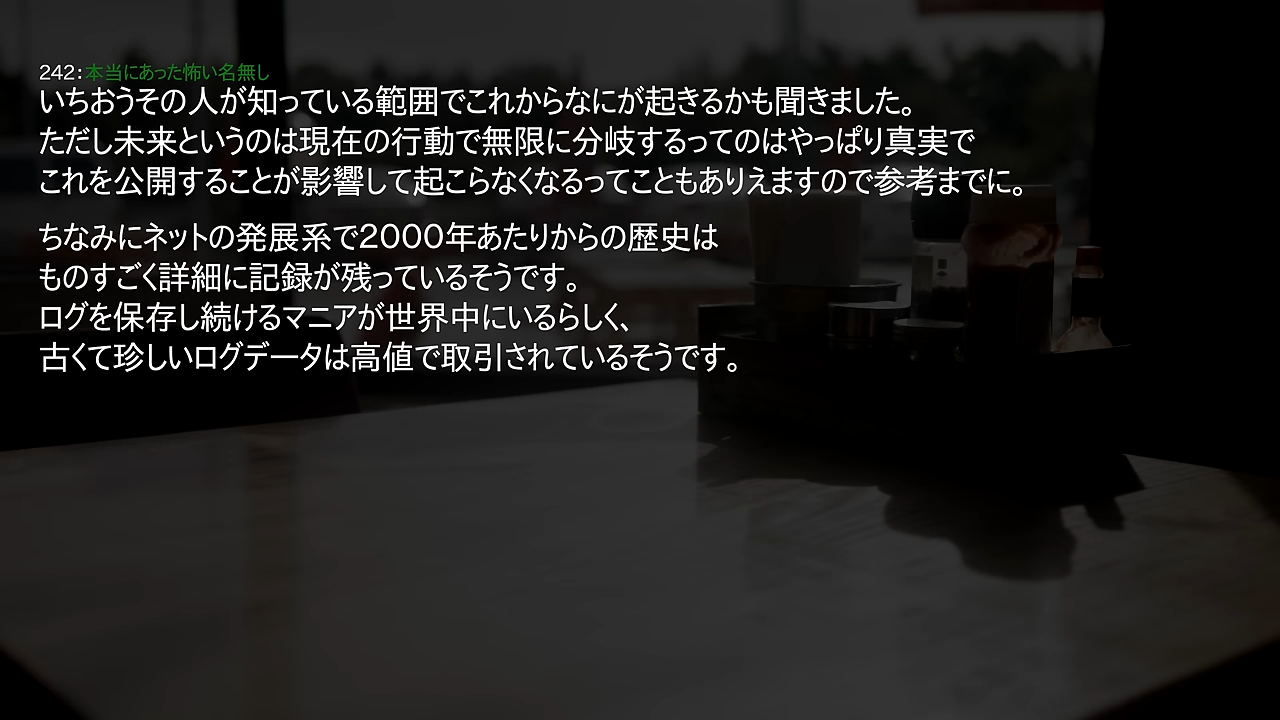 242:本当にあった怖い名無し
いちおうその人が知っている範囲でこれからなにが起きるかも聞きました。
ただし未来というのは現在の行動で無限に分岐するってのはやっぱり真実で
これを公開することが影響して起こらなくなるってこともありえますので参考までに。
ちなみにネットの発展系で2000年あたりからの歴史は
ものすごく詳細に記録が残っているそうです。
ログを保存し続けるマニアが世界中にいるらしく、
古くて珍しいログデータは高値で取引されているそうです。